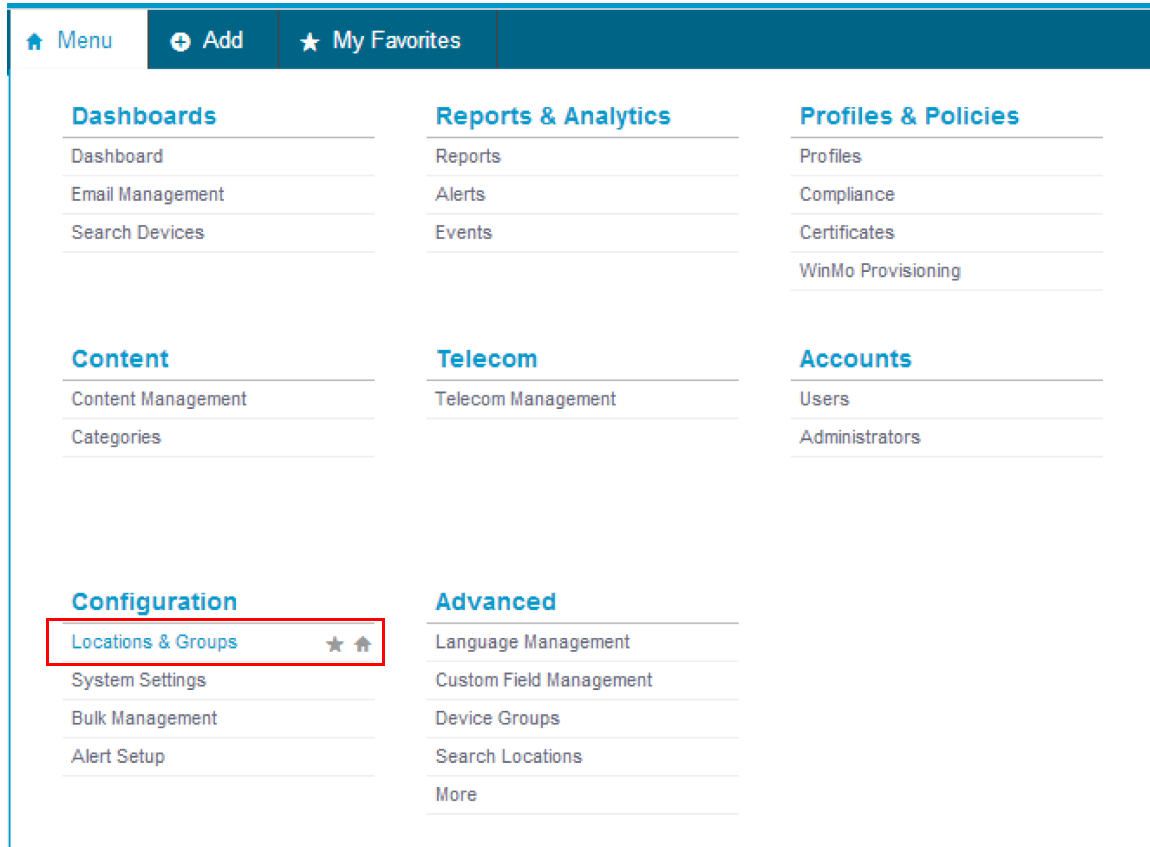 Menu Add My Favorites
Dashboards
Dashboard
Email Management
Search Devices
Reports & Analytics
Reports
Alerts
Events
Profiles & Policies
Profiles
Compliance
Certificates
WinMo Provisioning
Content
Content Management
Categories
Telecom
Telecom Management
Accounts
Users
Administrators
Configuration
Locations & Groups
System Settings
Bulk Management
Alert Setup
Advanced
Language Management
Custom Field Management
Device Groups
Search Locations
More